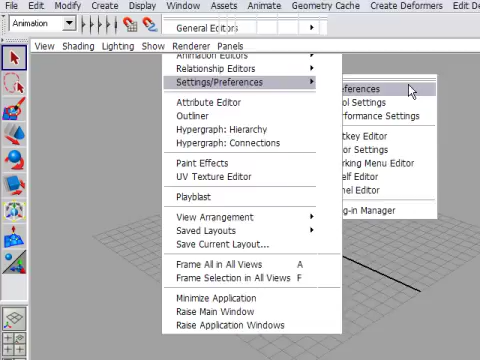 File Edit Modify Create Display Window Assets Animate Geometry Cache Create Deformers Edit De
Animation
General Editors
View Shading Lighting Show Renderer Panels
Animation Editors
Relationship Editors
Settings/Preferences
eferences
Attribute Editor
ol Settings
Outliner
rformance Settings
Hypergraph: Hierarchy
tkey Editor
Hypergraph: Connections
or Settings
Paint Effects
rking Menu Editor
UV Texture Editor
elf Editor
nel Editor
Playblast
g-in Manager
View Arrangement
Saved Layouts
Save Current Layout...
Frame All in All Views A
Frame Selection in All Views F
Minimize Application
Raise Main Window
Raise Application Windows